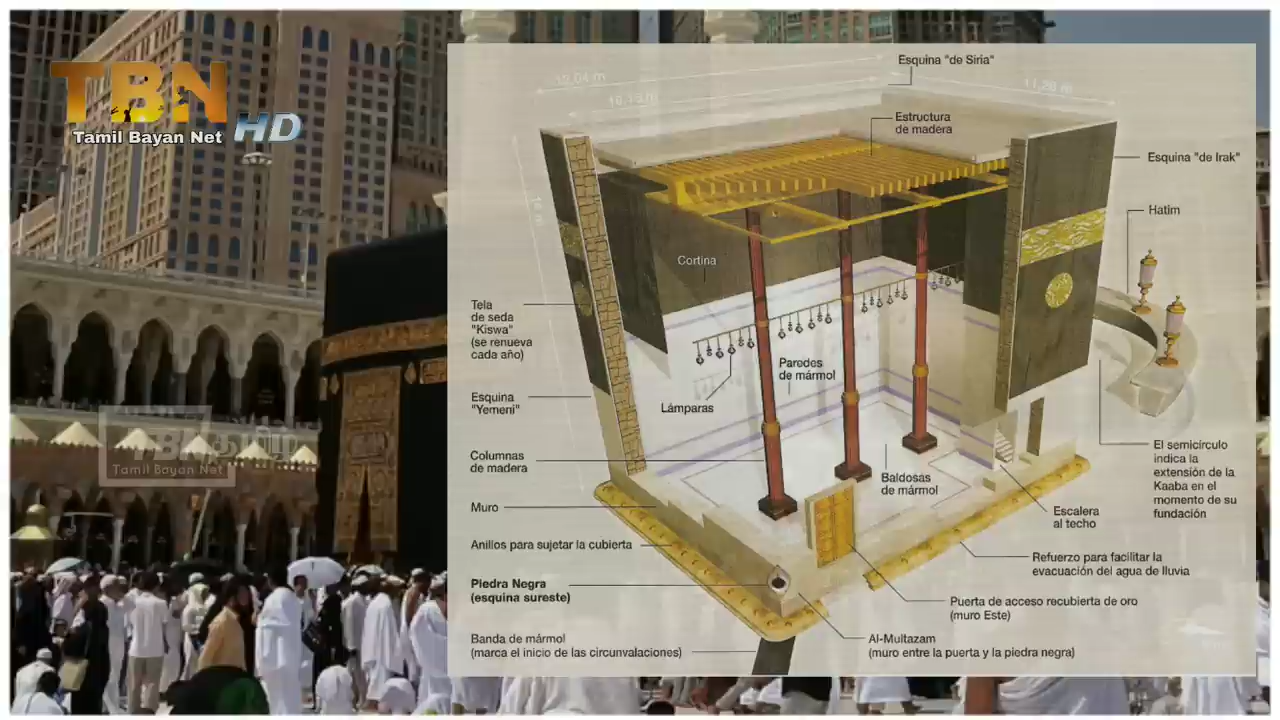 TBN
Tamil Bayan Net HD
Esquina "de Siria"
11,28 m
Estructura
de madera
Esquina "de Irak"
Hatim
Cortina
Tela
de seda
"Kiswa"
(se renueva
cada año)
Paredes
de mármol
Lámparas
Esquina
"Yemení"
Columnas
de madera
Baldosas
de mármol
El semicírculo
indica la
extensión de la
Kaaba en el
momento de su
fundación
Muro
Escalera
al techo
Anillos para sujetar la cubierta
Refuerzo para facilitar la
evacuación del agua de lluvia
Piedra Negra
(esquina sureste)
Puerta de acceso recubierta de oro
(muro Este)
Al-Multazam
(muro entre la puerta y la piedra negra)
Banda de mármol
(marca el inicio de las circunvalaciones)
Tamil Bayan Net